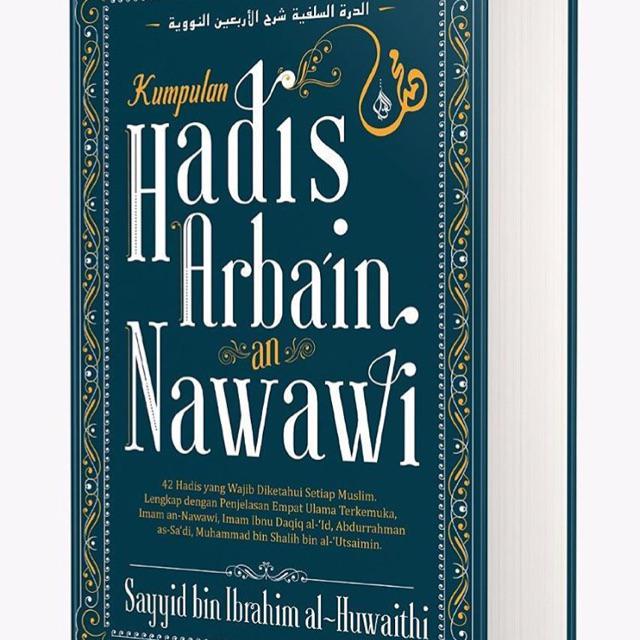 الدرة السلفية شرح الأربعين النووية
Kumpulan
Hadis
Arba'in
an
Nawawi
42 Hadis yang Wajib Diketahui Setiap Muslim.
Lengkap dengan Penjelasan Empat Ulama Terkemuka,
Imam an-Nawawi, Imam Ibnu Daqiq al-'Id, Abdurrahman
as-Sa'di, Muhammad bin Shalih bin al-'Utsaimin.
Sayyid bin Ibrahim al-Huwaithi